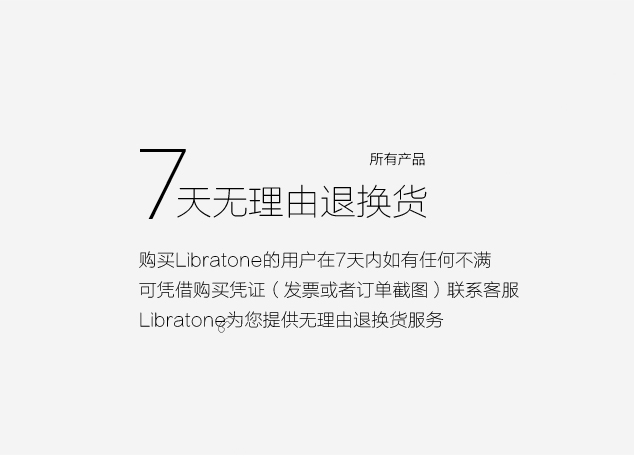 所有产品
7天无理由退换货
购买Libratone的用户在7天内如有任何不满
可凭借购买凭证（发票或者订单截图）联系客服
Libratone为您提供无理由退换货服务